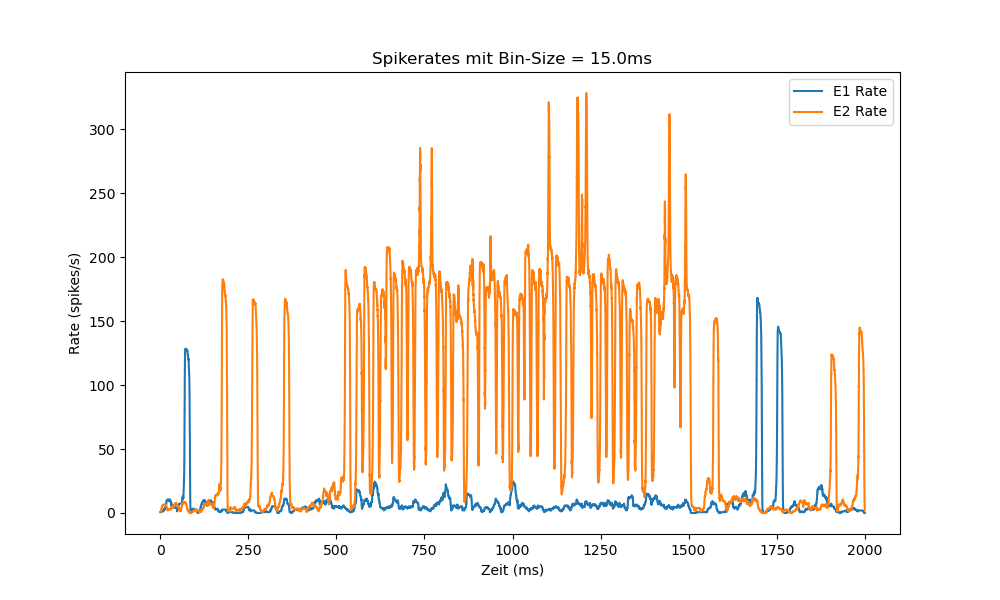 Spikerates mit Bin-Size = 15.0ms
E1 Rate
E2 Rate
300
250
200
150
100
50
0
Rate (spikes/s)
0 250 500 750 1000 1250 1500 1750 2000
Zeit (ms)